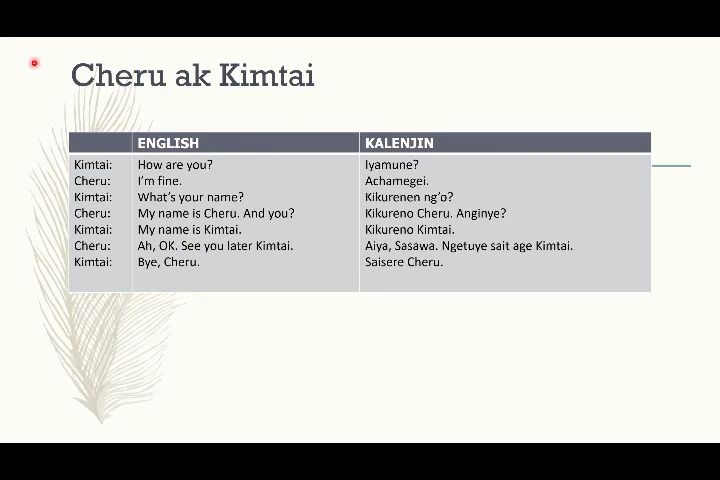 Cheru ak Kimtai
ENGLISH KALENJIN
Kimtai: How are you? Iyamune?
Cheru: I'm fine. Achamegei.
Kimtai: What's your name? Kikurenen ng'o?
Cheru: My name is Cheru. And you? Kikureno Cheru. Anginye?
Kimtai: My name is Kimtai. Kikureno Kimtai.
Cheru: Ah, OK. See you later Kimtai. Aiya, Sasawa. Ngetuye sait age Kimtai.
Kimtai: Bye, Cheru. Saisere Cheru.